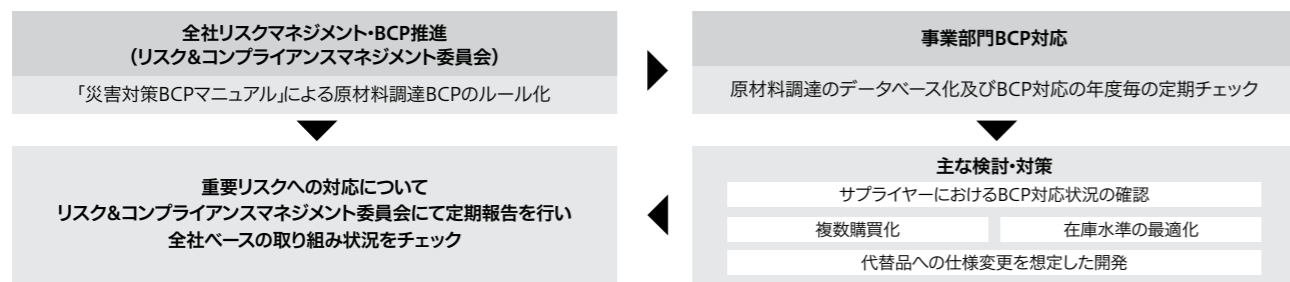 全社リスクマネジメント・BCP推進
（リスク&コンプライアンスマネジメント委員会）
「災害対策BCPマニュアル」による原材料調達BCPのルール化
事業部門BCP対応
原材料調達のデータベース化及びBCP対応の年度毎の定期チェック
主な検討・対策
サプライヤーにおけるBCP対応状況の確認
複数購買化
在庫水準の最適化
代替品への仕様変更を想定した開発
重要リスクへの対応について
リスク&コンプライアンスマネジメント委員会にて定期報告を行い
全社ベースの取り組み状況をチェック